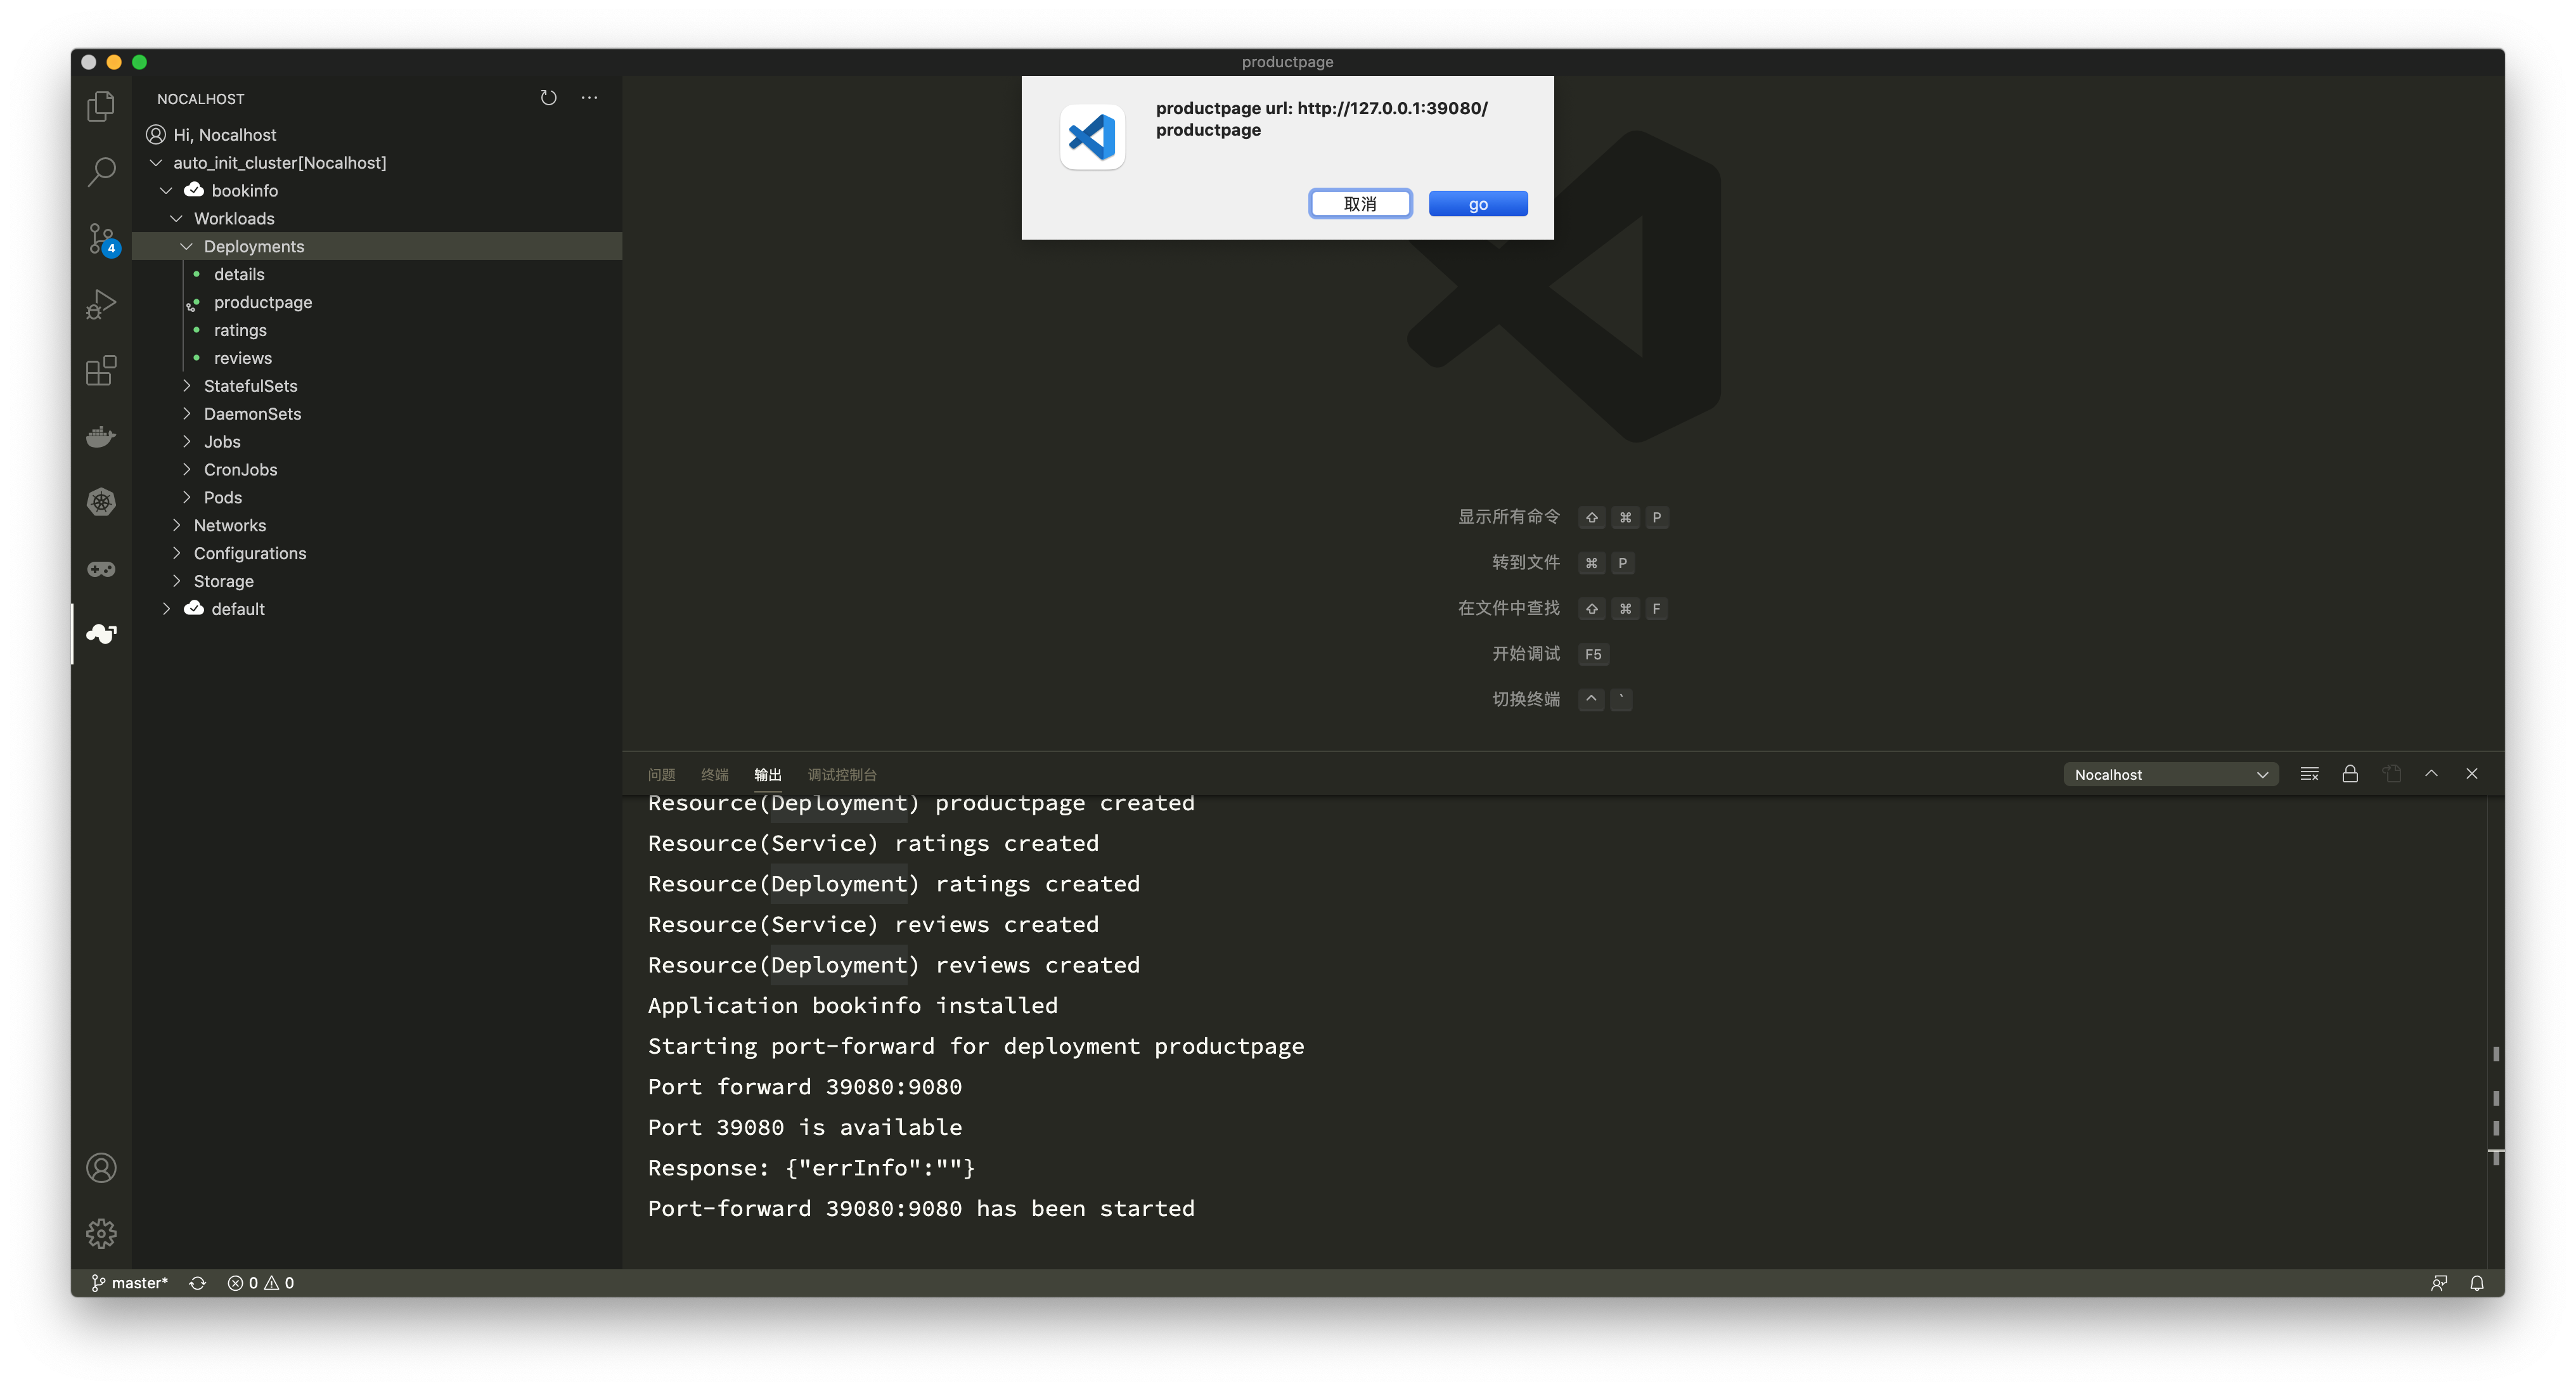 productpage
NOCALHOST
Hi, Nocalhost
auto_init_cluster[Nocalhost]
bookinfo
Workloads
Deployments
details
productpage
ratings
reviews
StatefulSets
DaemonSets
Jobs
CronJobs
Pods
Networks
Configurations
Storage
default
4
productpage url: http://127.0.0.1:39080/
productpage
取消
go
显示所有命令 ⇧ ⌘ P
转到文件 ⌘ P
在文件中查找 ⇧ ⌘ F
开始调试 F5
切换终端 ^ `
问题 终端 输出 调试控制台 Nocalhost
Resource(Deployment) productpage created
Resource(Service) ratings created
Resource(Deployment) ratings created
Resource(Service) reviews created
Resource(Deployment) reviews created
Application bookinfo installed
Starting port-forward for deployment productpage
Port forward 39080:9080
Port 39080 is available
Response: {"errInfo":""}
Port-forward 39080:9080 has been started
master* 0 0